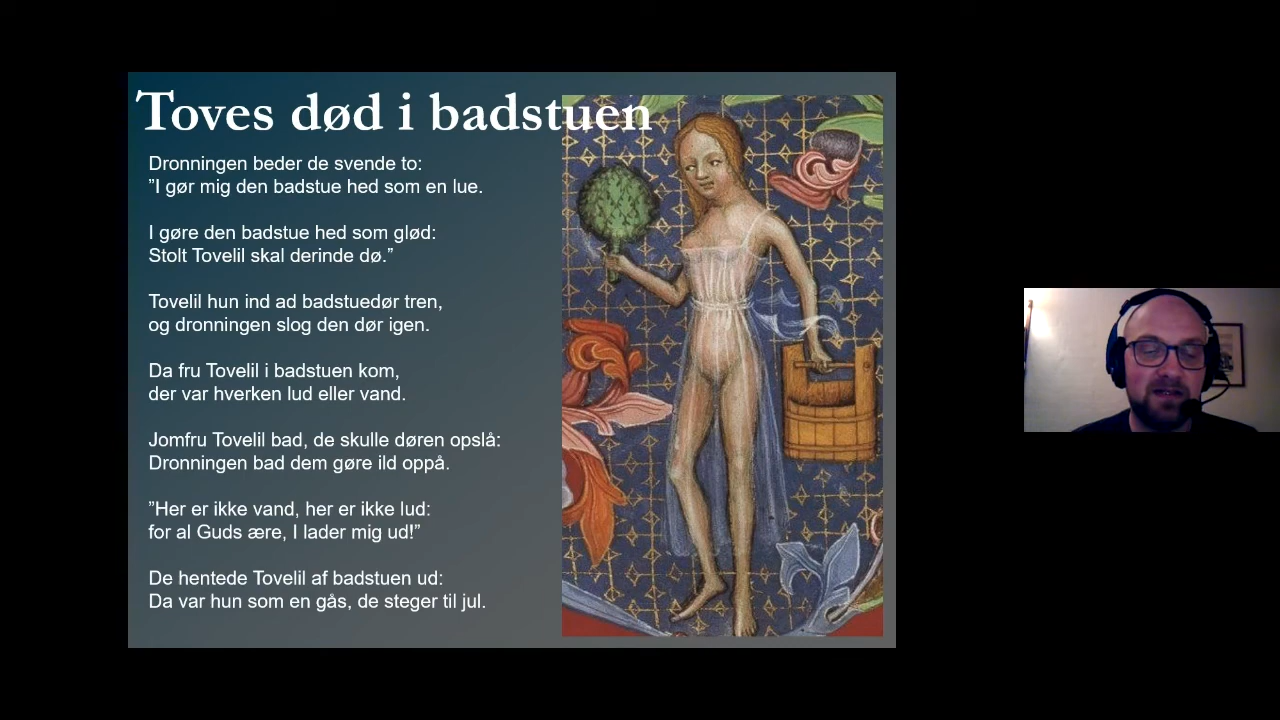 Toves død i badstuen
Dronningen beder de svende to:
”I gør mig den badstue hed som en lue.
I gøre den badstue hed som glød:
Stolt Tovelil skal derinde dø.”
Tovelil hun ind ad badstuedør tren,
og dronningen slog den dør igen.
Da fru Tovelil i badstuen kom,
der var hverken lud eller vand.
Jomfru Tovelil bad, de skulle døren opslå:
Dronningen bad dem gøre ild oppå.
”Her er ikke vand, her er ikke lud:
for al Guds ære, I lader mig ud!”
De hentede Tovelil af badstuen ud:
Da var hun som en gås, de steger til jul.